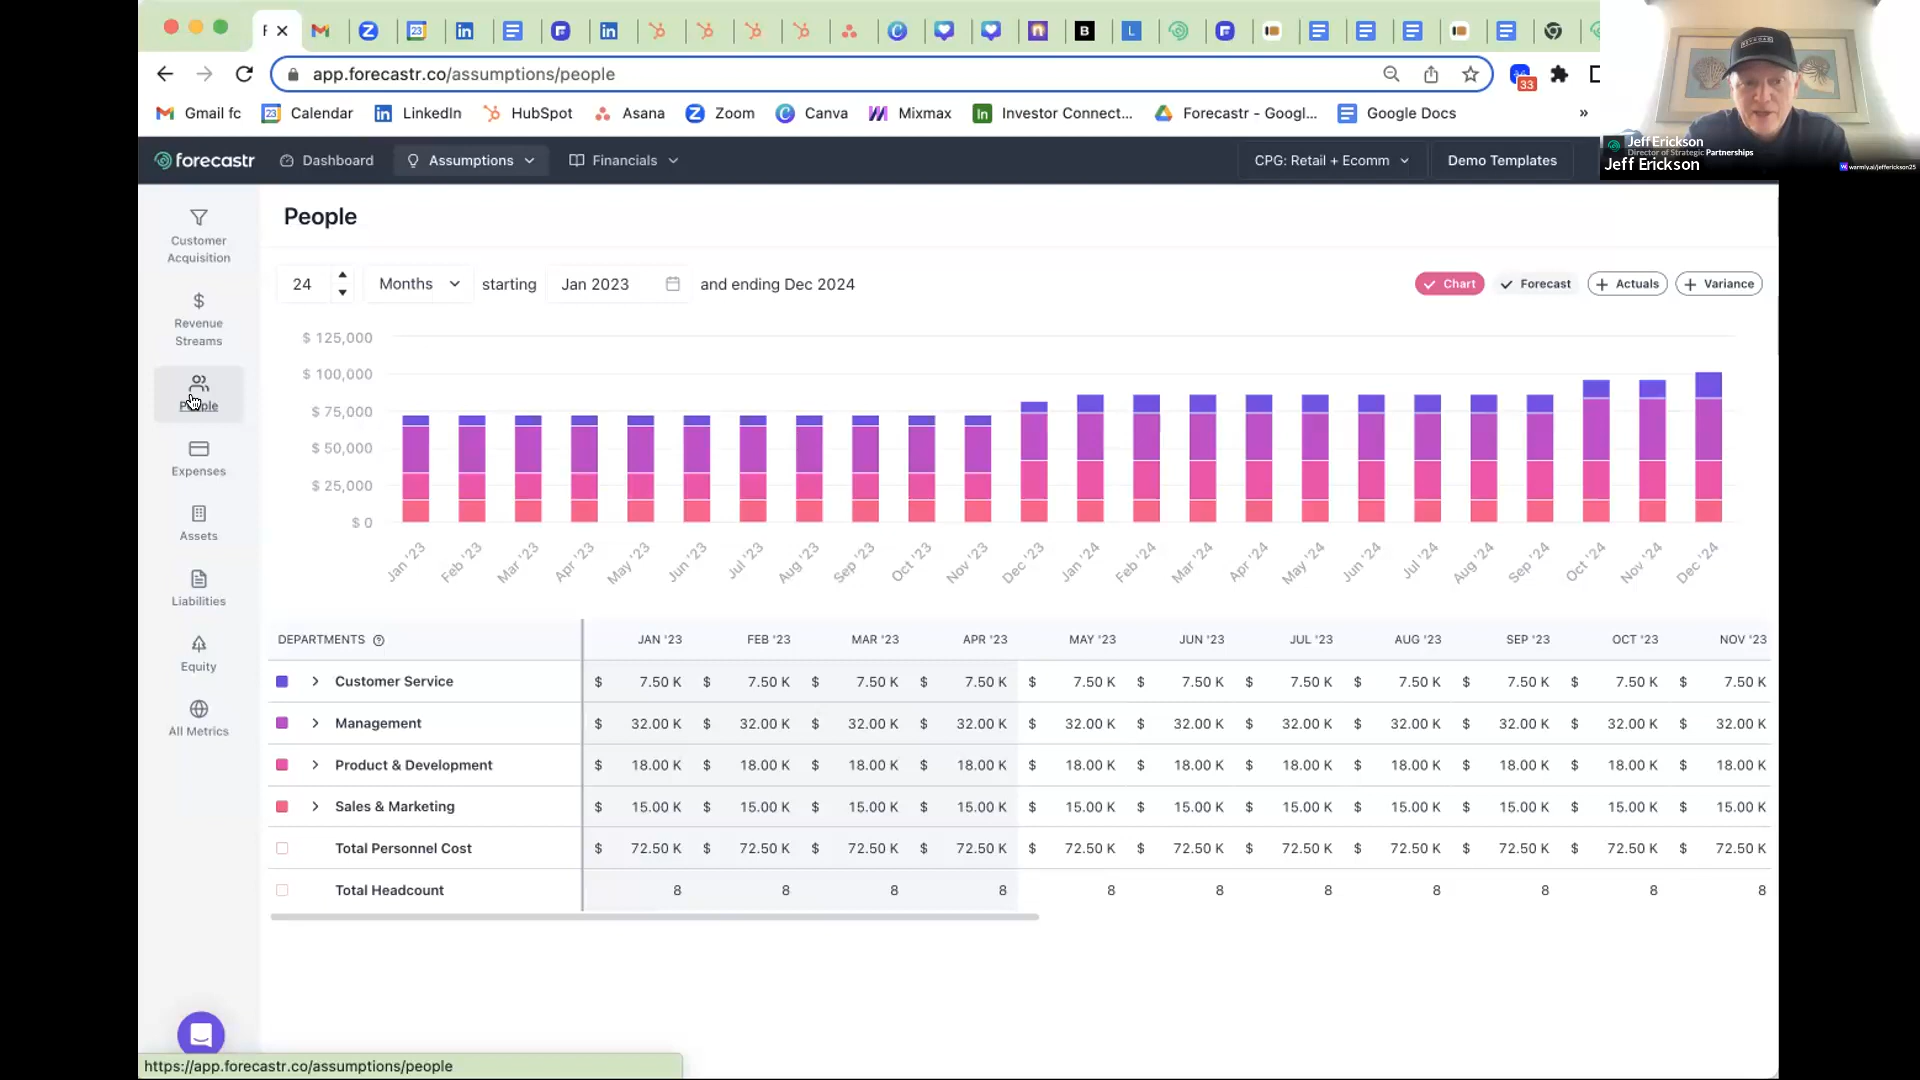 F
33
app.forecastr.co/assumptions/people
Gmail fc Calendar LinkedIn HubSpot Asana Zoom Canva Mixmax Investor Connect... Forecastr - Googl... Google Docs »
Jeff Erickson
Director of Strategic Partnerships
Jeff Erickson
warmly.ai/jefferickson25
forecastr Dashboard Assumptions Financials CPG: Retail + Ecomm Demo Templates
Customer
Acquisition
Revenue
Streams
People
Expenses
Assets
Liabilities
Equity
All Metrics
People
24 Months starting Jan 2023 and ending Dec 2024 Chart Forecast + Actuals + Variance
$ 125,000
$ 100,000
$ 75,000
$ 50,000
$ 25,000
$ 0
Jan '23 Feb '23 Mar '23 Apr '23 May '23 Jun '23 Jul '23 Aug '23 Sep '23 Oct '23 Nov '23 Dec '23 Jan '24 Feb '24 Mar '24 Apr '24 May '24 Jun '24 Jul '24 Aug '24 Sep '24 Oct '24 Nov '24 Dec '24
DEPARTMENTS JAN '23 FEB '23 MAR '23 APR '23 MAY '23 JUN '23 JUL '23 AUG '23 SEP '23 OCT '23 NOV '23
Customer Service $ 7.50 K $ 7.50 K $ 7.50 K $ 7.50 K $ 7.50 K $ 7.50 K $ 7.50 K $ 7.50 K $ 7.50 K $ 7.50 K $ 7.50 K
Management $ 32.00 K $ 32.00 K $ 32.00 K $ 32.00 K $ 32.00 K $ 32.00 K $ 32.00 K $ 32.00 K $ 32.00 K $ 32.00 K $ 32.00 K
Product & Development $ 18.00 K $ 18.00 K $ 18.00 K $ 18.00 K $ 18.00 K $ 18.00 K $ 18.00 K $ 18.00 K $ 18.00 K $ 18.00 K $ 18.00 K
Sales & Marketing $ 15.00 K $ 15.00 K $ 15.00 K $ 15.00 K $ 15.00 K $ 15.00 K $ 15.00 K $ 15.00 K $ 15.00 K $ 15.00 K $ 15.00 K
Total Personnel Cost $ 72.50 K $ 72.50 K $ 72.50 K $ 72.50 K $ 72.50 K $ 72.50 K $ 72.50 K $ 72.50 K $ 72.50 K $ 72.50 K $ 72.50 K
Total Headcount 8 8 8 8 8 8 8 8 8 8 8
https://app.forecastr.co/assumptions/people